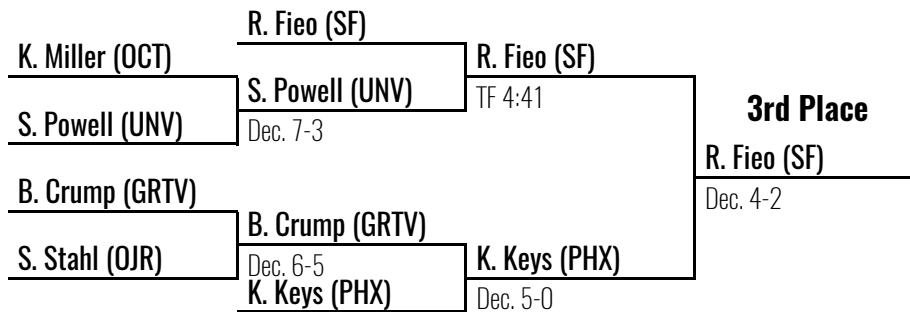 R. Fieo (SF)
K. Miller (OCT)
R. Fieo (SF)
S. Powell (UNV)
TF 4:41
3rd Place
S. Powell (UNV)
Dec. 7-3
R. Fieo (SF)
B. Crump (GRTV)
Dec. 4-2
B. Crump (GRTV)
S. Stahl (OJR)
Dec. 6-5
K. Keys (PHX)
K. Keys (PHX)
Dec. 5-0